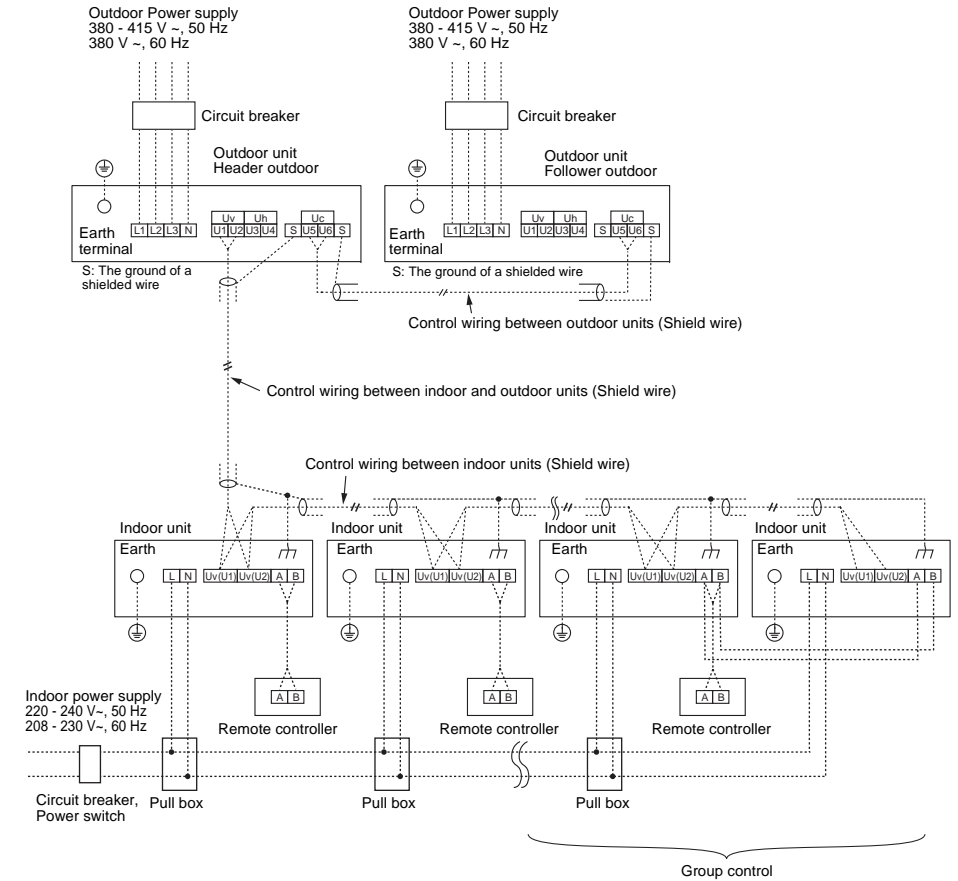 Outdoor Power supply
380 - 415 V ~, 50 Hz
380 V ~, 60 Hz
Outdoor Power supply
380 - 415 V ~, 50 Hz
380 V ~, 60 Hz
Circuit breaker
Circuit breaker
Outdoor unit
Header outdoor
Outdoor unit
Follower outdoor
Earth
terminal
L1 L2 L3 N
Uv Uh
U1 U2 U3 U4
Uc
S U5 U6 S
Earth
terminal
L1 L2 L3 N
Uv Uh
U1 U2 U3 U4
Uc
S U5 U6 S
S: The ground of a
shielded wire
S: The ground of a shielded wire
Control wiring between outdoor units (Shield wire)
Control wiring between indoor and outdoor units (Shield wire)
Control wiring between indoor units (Shield wire)
Indoor unit
Indoor unit
Indoor unit
Indoor unit
Earth
Earth
Earth
Earth
L N Uv(U1) Uv(U2) A B
L N Uv(U1) Uv(U2) A B
L N Uv(U1) Uv(U2) A B
L N Uv(U1) Uv(U2) A B
A B
A B
A B
Remote controller
Remote controller
Remote controller
Indoor power supply
220 - 240 V~, 50 Hz
208 - 230 V~, 60 Hz
Circuit breaker,
Power switch
Pull box
Pull box
Pull box
Group control